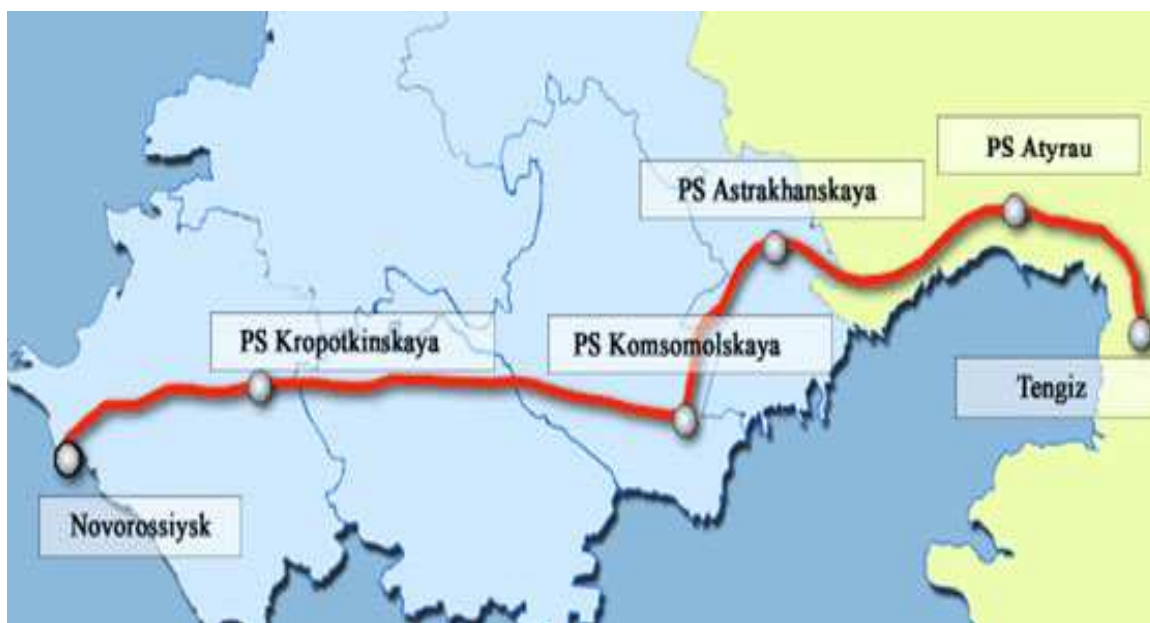 PS Atyrau
PS Astrakhanskaya
PS Kropotkinskaya
PS Komsomolskaya
Tengiz
Novorossiysk